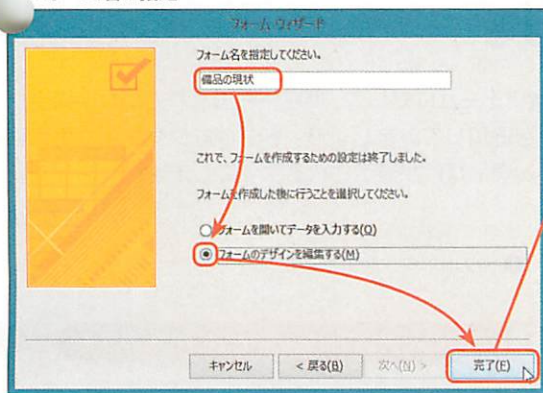 フォーム ウィザード
フォーム名を指定してください。
備品の現状
これで、フォームを作成するための設定は終了しました。
フォームを作成した後に行うことを選択してください。
フォームを開いてデータを入力する(O)
フォームのデザインを編集する(M)
キャンセル
< 戻る(B)
次へ(N) >
完了(F)